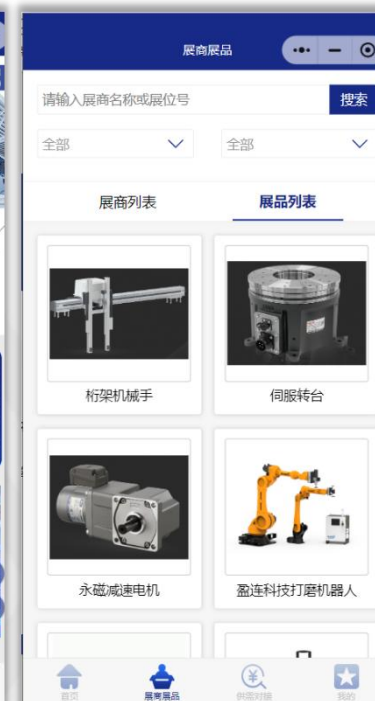 展商展品
请输入展商名称或展位号
搜索
全部
全部
展商列表
展品列表
桁架机械手
伺服转台
永磁减速电机
盈连科技打磨机器人
首页
展商展品
供需对接
我的